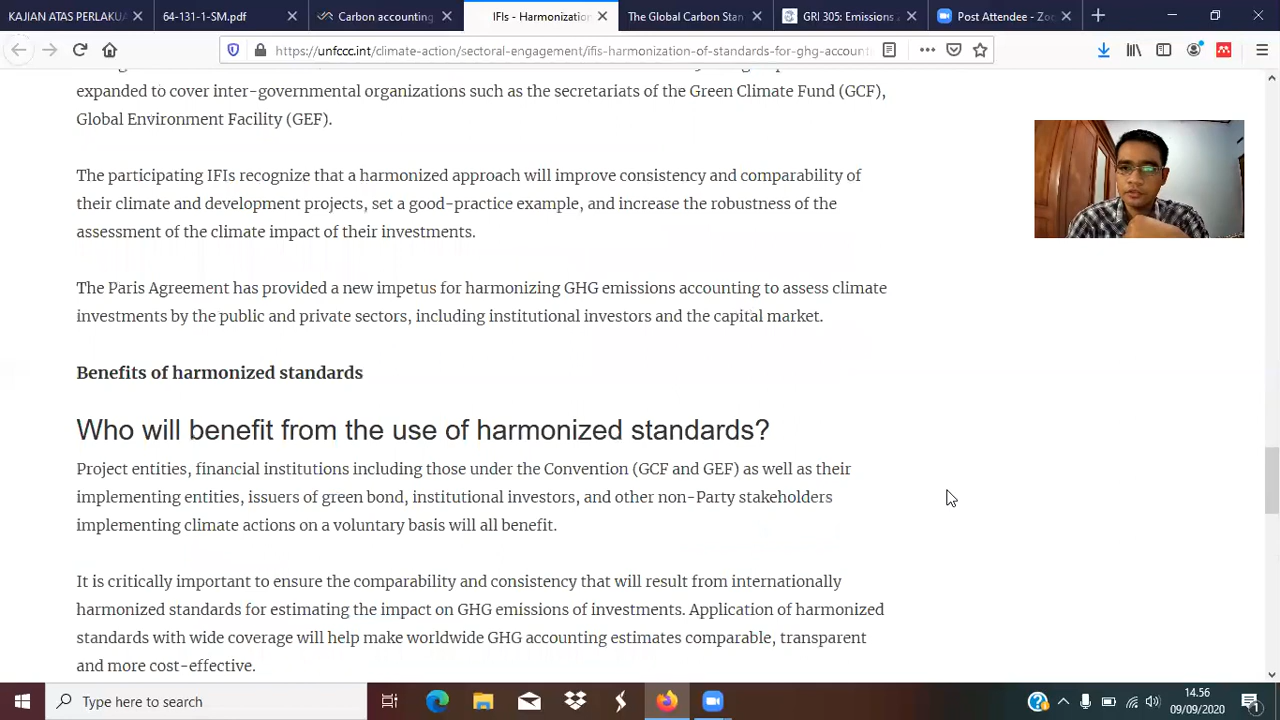 KAJIAN ATAS PERLAKUA
64-131-1-SM.pdf
Carbon accounting
IFIs - Harmonization
The Global Carbon Stan
GRI 305: Emissions
Post Attendee - Zoo
https://unfccc.int/climate-action/sectoral-engagement/ifis-harmonization-of-standards-for-ghg-accoun
expanded to cover inter-governmental organizations such as the secretariats of the Green Climate Fund (GCF),
Global Environment Facility (GEF).
The participating IFIs recognize that a harmonized approach will improve consistency and comparability of
their climate and development projects, set a good-practice example, and increase the robustness of the
assessment of the climate impact of their investments.
The Paris Agreement has provided a new impetus for harmonizing GHG emissions accounting to assess climate
investments by the public and private sectors, including institutional investors and the capital market.
Benefits of harmonized standards
Who will benefit from the use of harmonized standards?
Project entities, financial institutions including those under the Convention (GCF and GEF) as well as their
implementing entities, issuers of green bond, institutional investors, and other non-Party stakeholders
implementing climate actions on a voluntary basis will all benefit.
It is critically important to ensure the comparability and consistency that will result from internationally
harmonized standards for estimating the impact on GHG emissions of investments. Application of harmonized
standards with wide coverage will help make worldwide GHG accounting estimates comparable, transparent
and more cost-effective.
Type here to search
14.56
09/09/2020
1